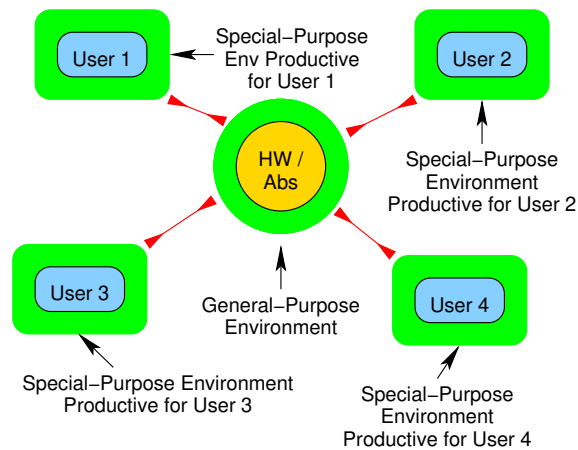 User 1
Special−Purpose
Env Productive
for User 1
User 2
Special−Purpose
Environment
Productive for User 2
HW /
Abs
User 3
Special−Purpose Environment
Productive for User 3
General−Purpose
Environment
User 4
Special−Purpose
Environment
Productive for User 4